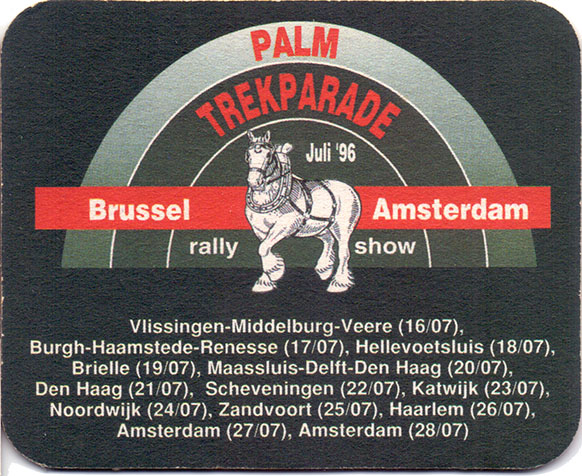 PALM
TREKPARADE
Juli '96
Brussel Amsterdam
rally show
Vlissingen-Middelburg-Veere (16/07),
Burgh-Haamstede-Renesse (17/07), Hellevoetsluis (18/07),
Brielle (19/07), Maassluis-Delft-Den Haag (20/07),
Den Haag (21/07), Scheveningen (22/07), Katwijk (23/07),
Noordwijk (24/07), Zandvoort (25/07), Haarlem (26/07),
Amsterdam (27/07), Amsterdam (28/07)